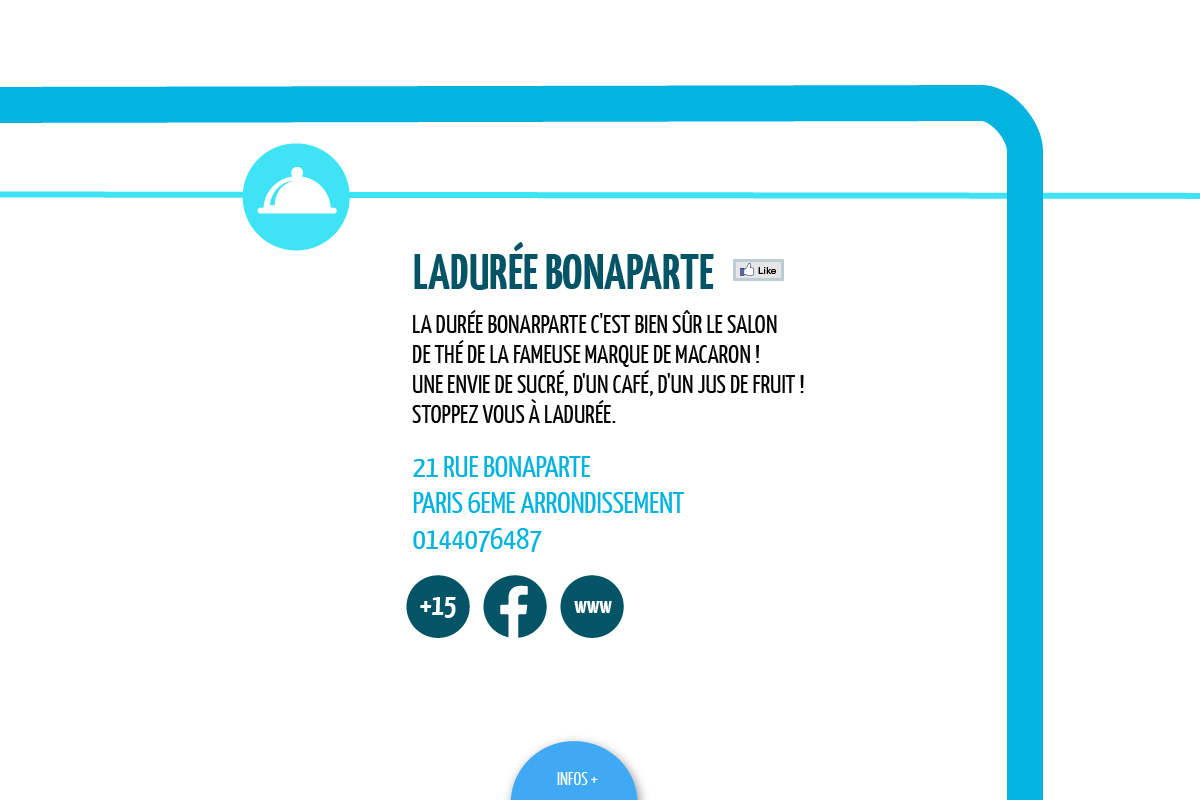 LADURÉE BONAPARTE
Like
LA DURÉE BONARPARTE C'EST BIEN SÛR LE SALON
DE THÉ DE LA FAMEUSE MARQUE DE MACARON !
UNE ENVIE DE SUCRÉ, D'UN CAFÉ, D'UN JUS DE FRUIT !
STOPPEZ VOUS À LADURÉE.
21 RUE BONAPARTE
PARIS 6EME ARRONDISSEMENT
0144076487
+15
www
INFOS +